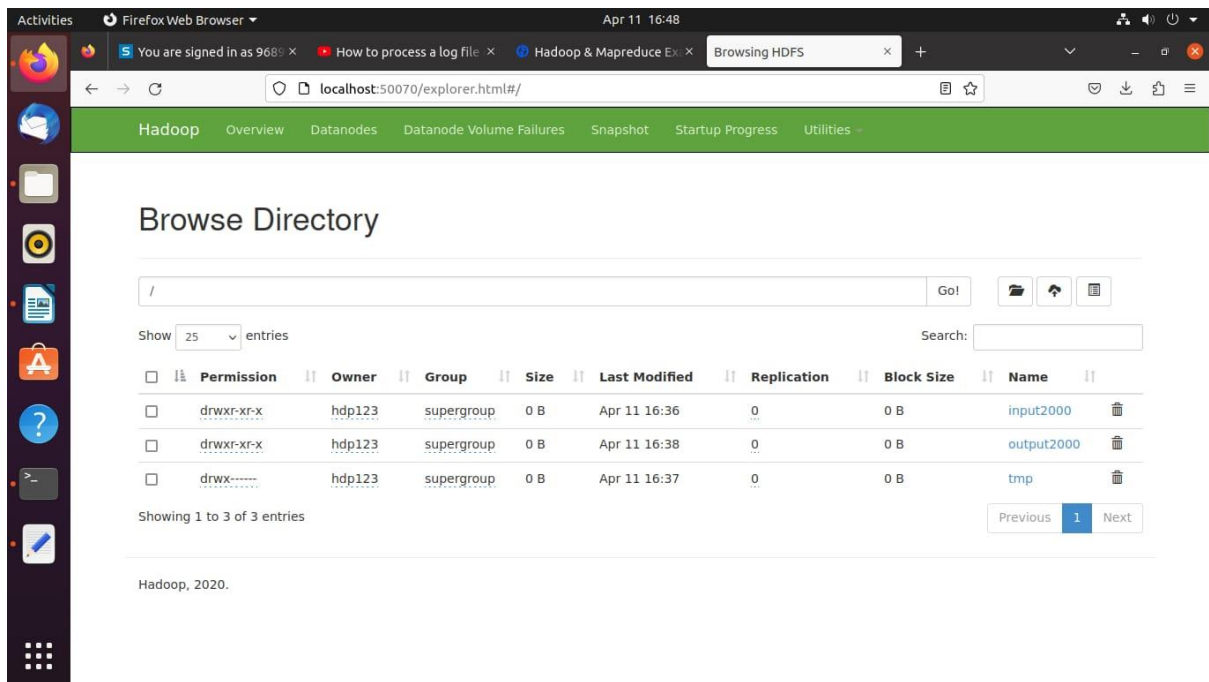 Activities Firefox Web Browser Apr 11 16:48
You are signed in as 9689 How to process a log file Hadoop & Mapreduce Ex Browsing HDFS
localhost:50070/explorer.html#/
Hadoop Overview Datanodes Datanode Volume Failures Snapshot Startup Progress Utilities
Browse Directory
/ Go!
Show 25 entries Search:
Permission Owner Group Size Last Modified Replication Block Size Name
drwxr-xr-x hdp123 supergroup 0 B Apr 11 16:36 0 0 B input2000
drwxr-xr-x hdp123 supergroup 0 B Apr 11 16:38 0 0 B output2000
drwx------ hdp123 supergroup 0 B Apr 11 16:37 0 0 B tmp
Showing 1 to 3 of 3 entries Previous 1 Next
Hadoop, 2020.